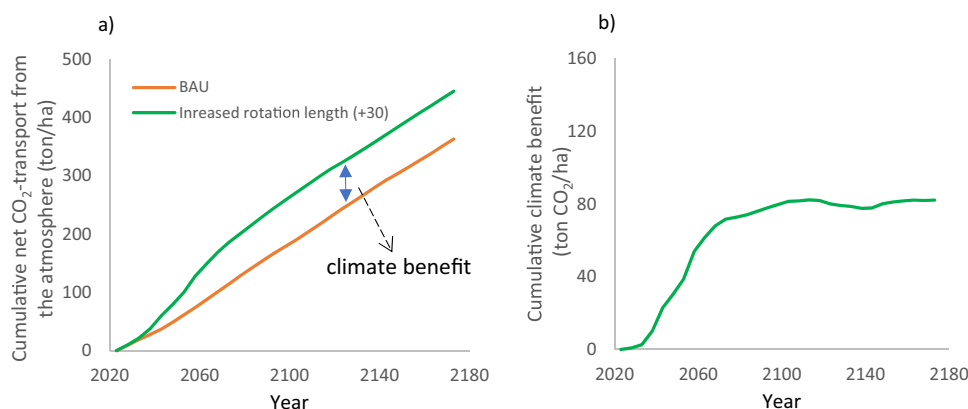 a)
Cumulative net CO₂-transport from
the atmosphere (ton/ha)
500
400
300
200
100
0
BAU
Inreased rotation length (+30)
climate benefit
2020 2060 2100 2140 2180
Year
b)
Cumulative climate benefit
(ton CO₂/ha)
160
120
80
40
0
2020 2060 2100 2140 2180
Year